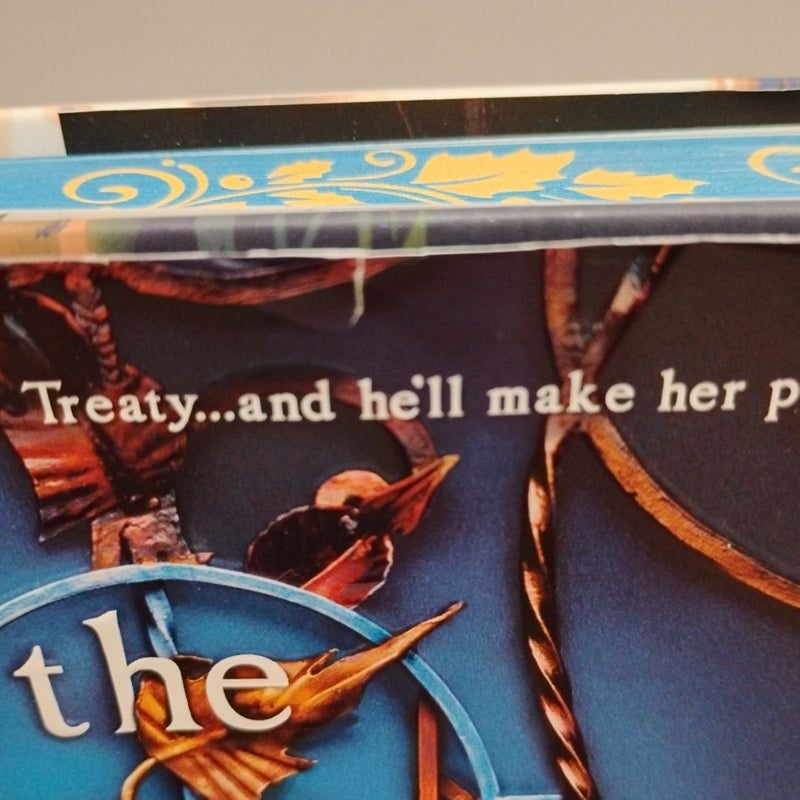 Treaty...and he'll make her p
the